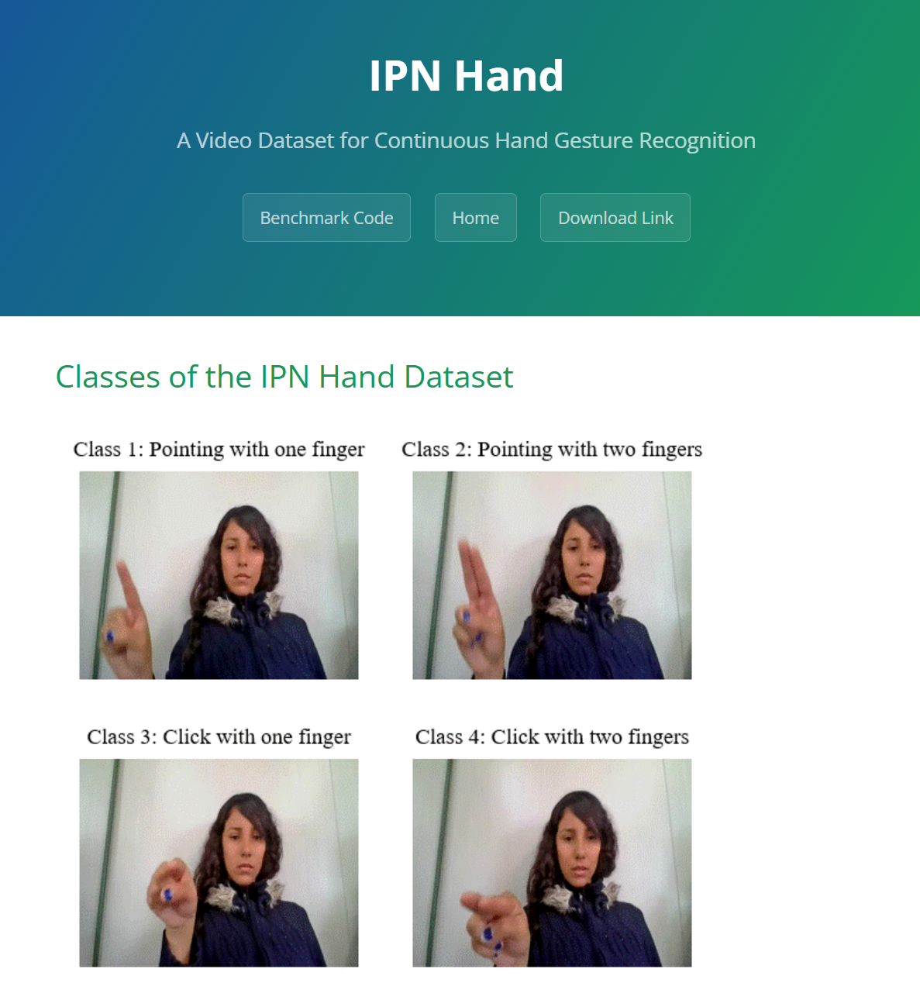 IPN Hand
A Video Dataset for Continuous Hand Gesture Recognition
Benchmark Code
Home
Download Link
Classes of the IPN Hand Dataset
Class 1: Pointing with one finger
Class 2: Pointing with two fingers
Class 3: Click with one finger
Class 4: Click with two fingers